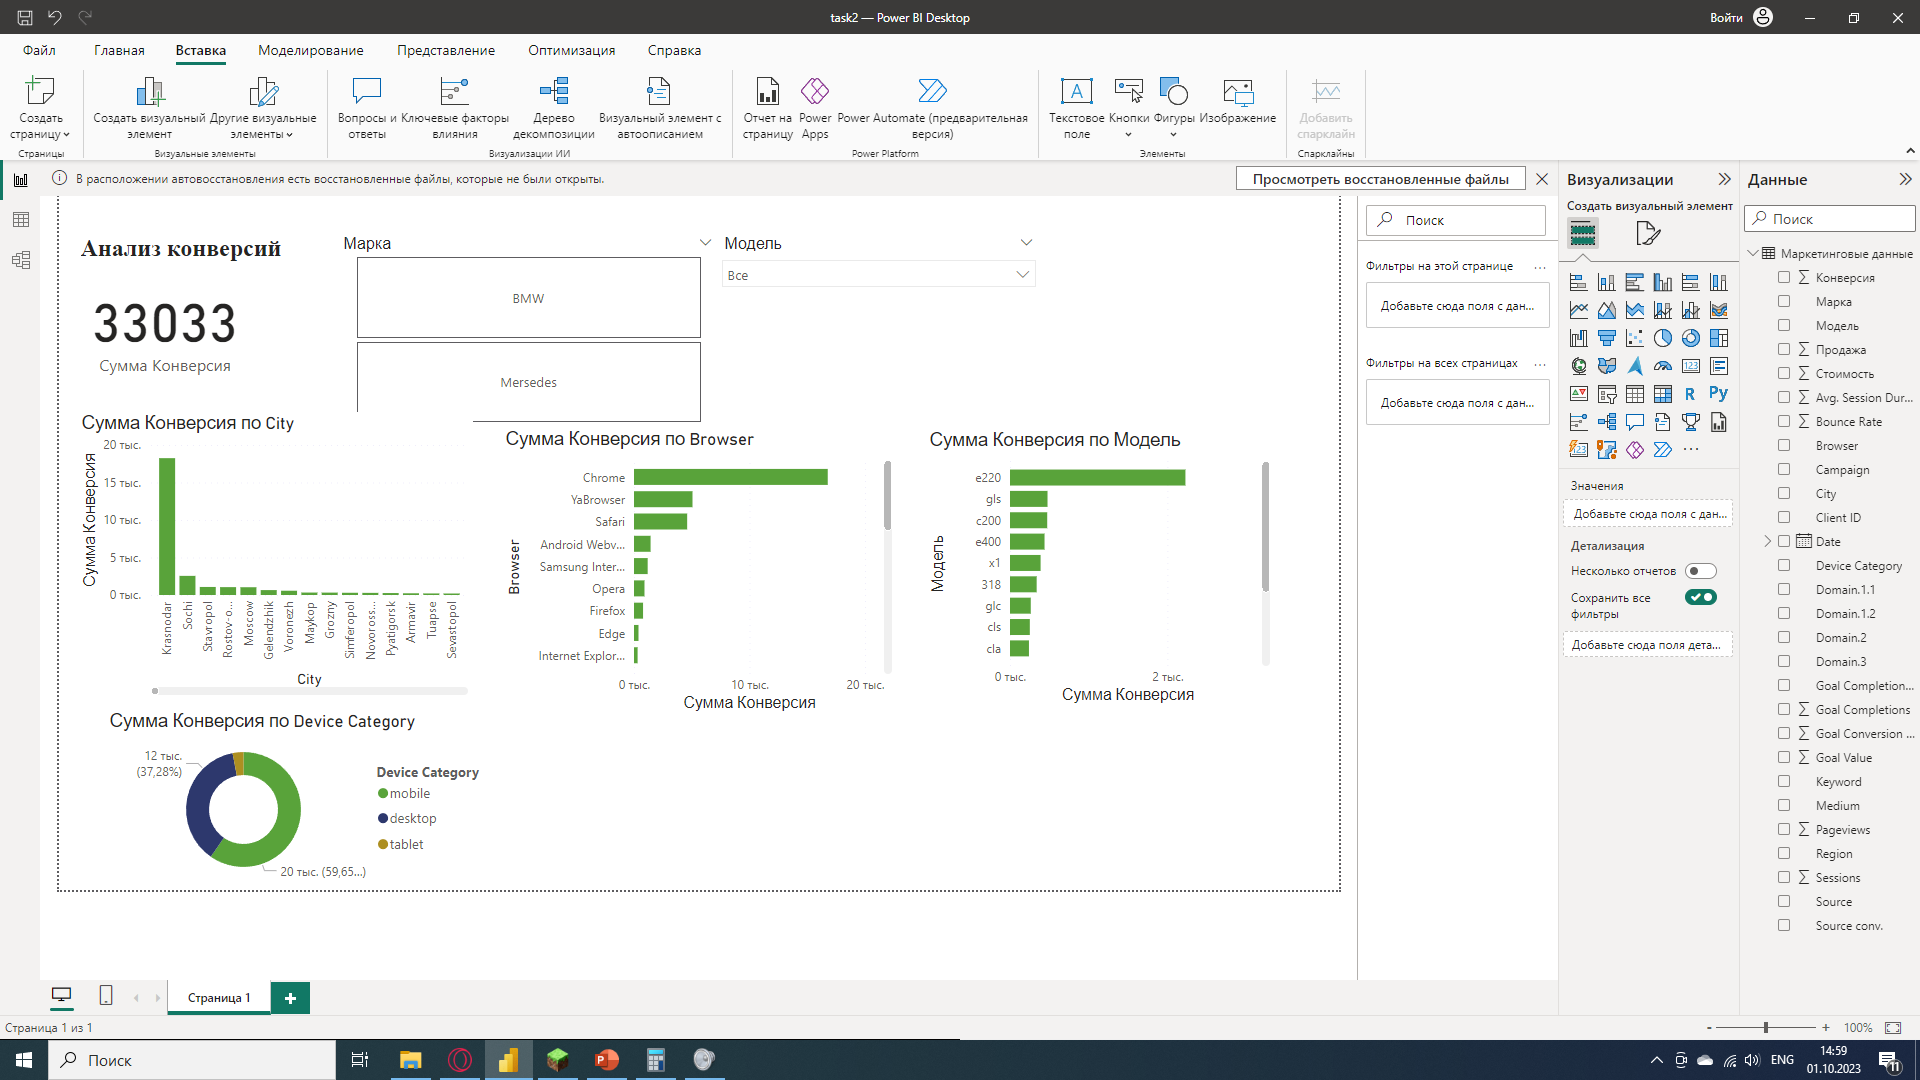 task2 — Power BI Desktop
Войти
Файл
Главная
Вставка
Моделирование
Представление
Оптимизация
Справка
Создать
страницу
Создать визуальный
элемент
Другие визуальные
элементы
Вопросы и
ответы
Ключевые факторы
влияния
Дерево
декомпозиции
Визуальный элемент с
автоописанием
Отчет на
страницу
Power
Apps
Power Automate (предварительная
версия)
Текстовое
поле
Кнопки
Фигуры
Изображение
Добавить
спарклайн
Страницы
Визуальные элементы
Визуализации ИИ
Power Platform
Элементы
Спарклайны
В расположении автовосстановления есть восстановленные файлы, которые не были открыты.
Просмотреть восстановленные файлы
Анализ конверсий
33033
Сумма Конверсия
Марка
BMW
Mersedes
Модель
Все
Сумма Конверсия по City
Сумма Конверсия
20 тыс.
15 тыс.
10 тыс.
5 тыс.
0 тыс.
Krasnodar
Sochi
Stavropol
Rostov-o...
Moscow
Gelendzhik
Voronezh
Maykop
Grozny
Simferopol
Novoross...
Pyatigorsk
Armavir
Tuapse
Sevastopol
City
Сумма Конверсия по Browser
Browser
Chrome
YaBrowser
Safari
Android Webv...
Samsung Inter...
Opera
Firefox
Edge
Internet Explor...
0 тыс.
10 тыс.
20 тыс.
Сумма Конверсия
Сумма Конверсия по Модель
Модель
e220
gls
c200
e400
x1
318
glc
cls
cla
0 тыс.
2 тыс.
Сумма Конверсия
Сумма Конверсия по Device Category
12 тыс.
(37,28%)
20 тыс. (59,65...)
Device Category
mobile
desktop
tablet
Поиск
Фильтры на этой странице
...
Добавьте сюда поля с дан...
Фильтры на всех страницах
...
Добавьте сюда поля с дан...
Визуализации
Создать визуальный элемент
123
R
Py
123
...
Значения
Добавьте сюда поля с дан...
Детализация
Несколько отчетов
Сохранить все
фильтры
Добавьте сюда поля дета...
Данные
Поиск
Маркетинговые данные
Σ Конверсия
Марка
Модель
Σ Продажа
Σ Стоимость
Σ Avg. Session Dur...
Σ Bounce Rate
Browser
Campaign
City
Client ID
Date
Device Category
Domain.1.1
Domain.1.2
Domain.2
Domain.3
Goal Completion...
Σ Goal Completions
Σ Goal Conversion ...
Σ Goal Value
Keyword
Medium
Σ Pageviews
Region
Σ Sessions
Source
Source conv.
Страница 1
Страница 1 из 1
- + 100%
Поиск
P
ENG
14:59
01.10.2023
11